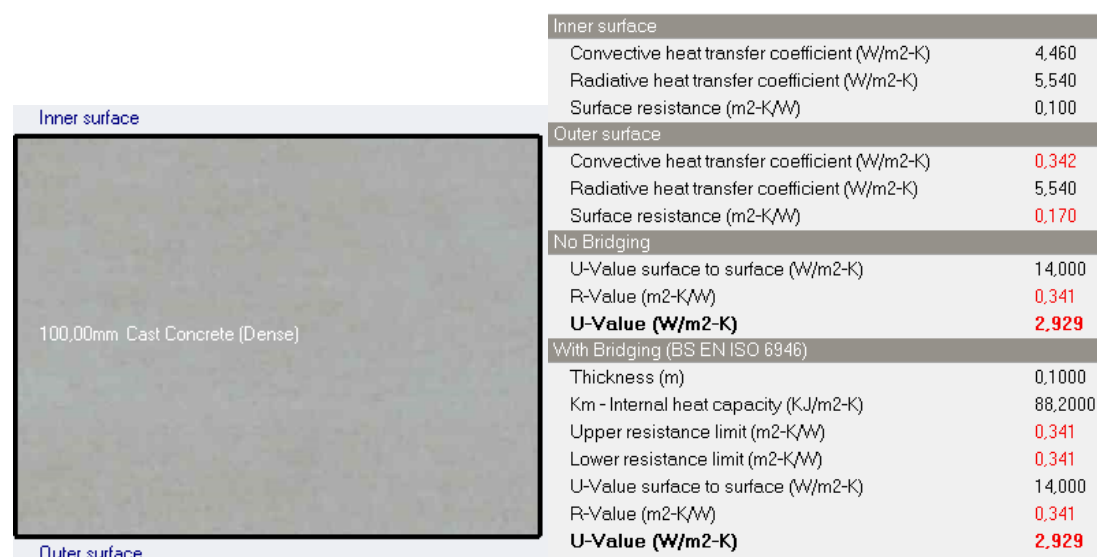 Inner surface
100,00mm Cast Concrete (Dense)
Outer surface
Inner surface
Convective heat transfer coefficient (W/m2-K) 4,460
Radiative heat transfer coefficient (W/m2-K) 5,540
Surface resistance (m2-K/W) 0,100
Outer surface
Convective heat transfer coefficient (W/m2-K) 0,342
Radiative heat transfer coefficient (W/m2-K) 5,540
Surface resistance (m2-K/W) 0,170
No Bridging
U-Value surface to surface (W/m2-K) 14,000
R-Value (m2-K/W) 0,341
U-Value (W/m2-K) 2,929
With Bridging (BS EN ISO 6946)
Thickness (m) 0,1000
Km - Internal heat capacity (KJ/m2-K) 88,2000
Upper resistance limit (m2-K/W) 0,341
Lower resistance limit (m2-K/W) 0,341
U-Value surface to surface (W/m2-K) 14,000
R-Value (m2-K/W) 0,341
U-Value (W/m2-K) 2,929